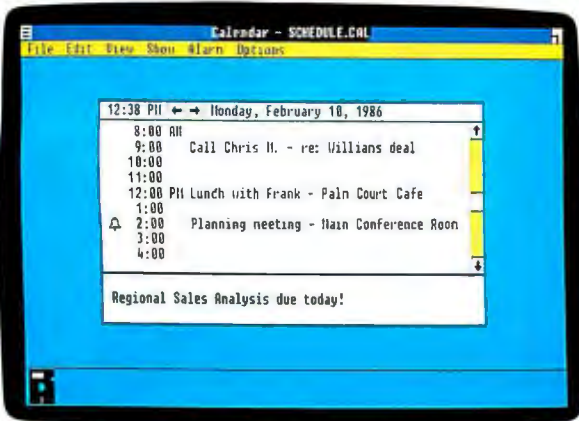 Calendar - SCHEDULE.CAL
File Edit View Show Alarm Options
12:38 PM ← → Monday, February 10, 1986
8:00 AM
9:00 Call Chris M. - re: Willians deal
10:00
11:00
12:00 PM Lunch with Frank - Palm Court Cafe
1:00
2:00 Planning meeting - Main Conference Room
3:00
4:00
Regional Sales Analysis due today!